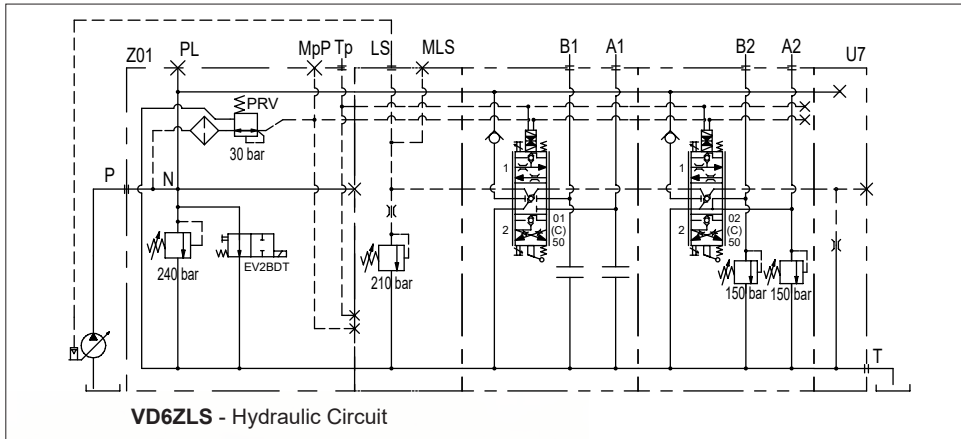 Z01 PL MpP Tp LS MLS B1 A1 B2 A2 U7
PRV
30 bar
P N
1
2
01
(C)
50
1
2
02
(C)
50
240 bar
EV2BDT
210 bar
150 bar
150 bar
T
VD6ZLS - Hydraulic Circuit